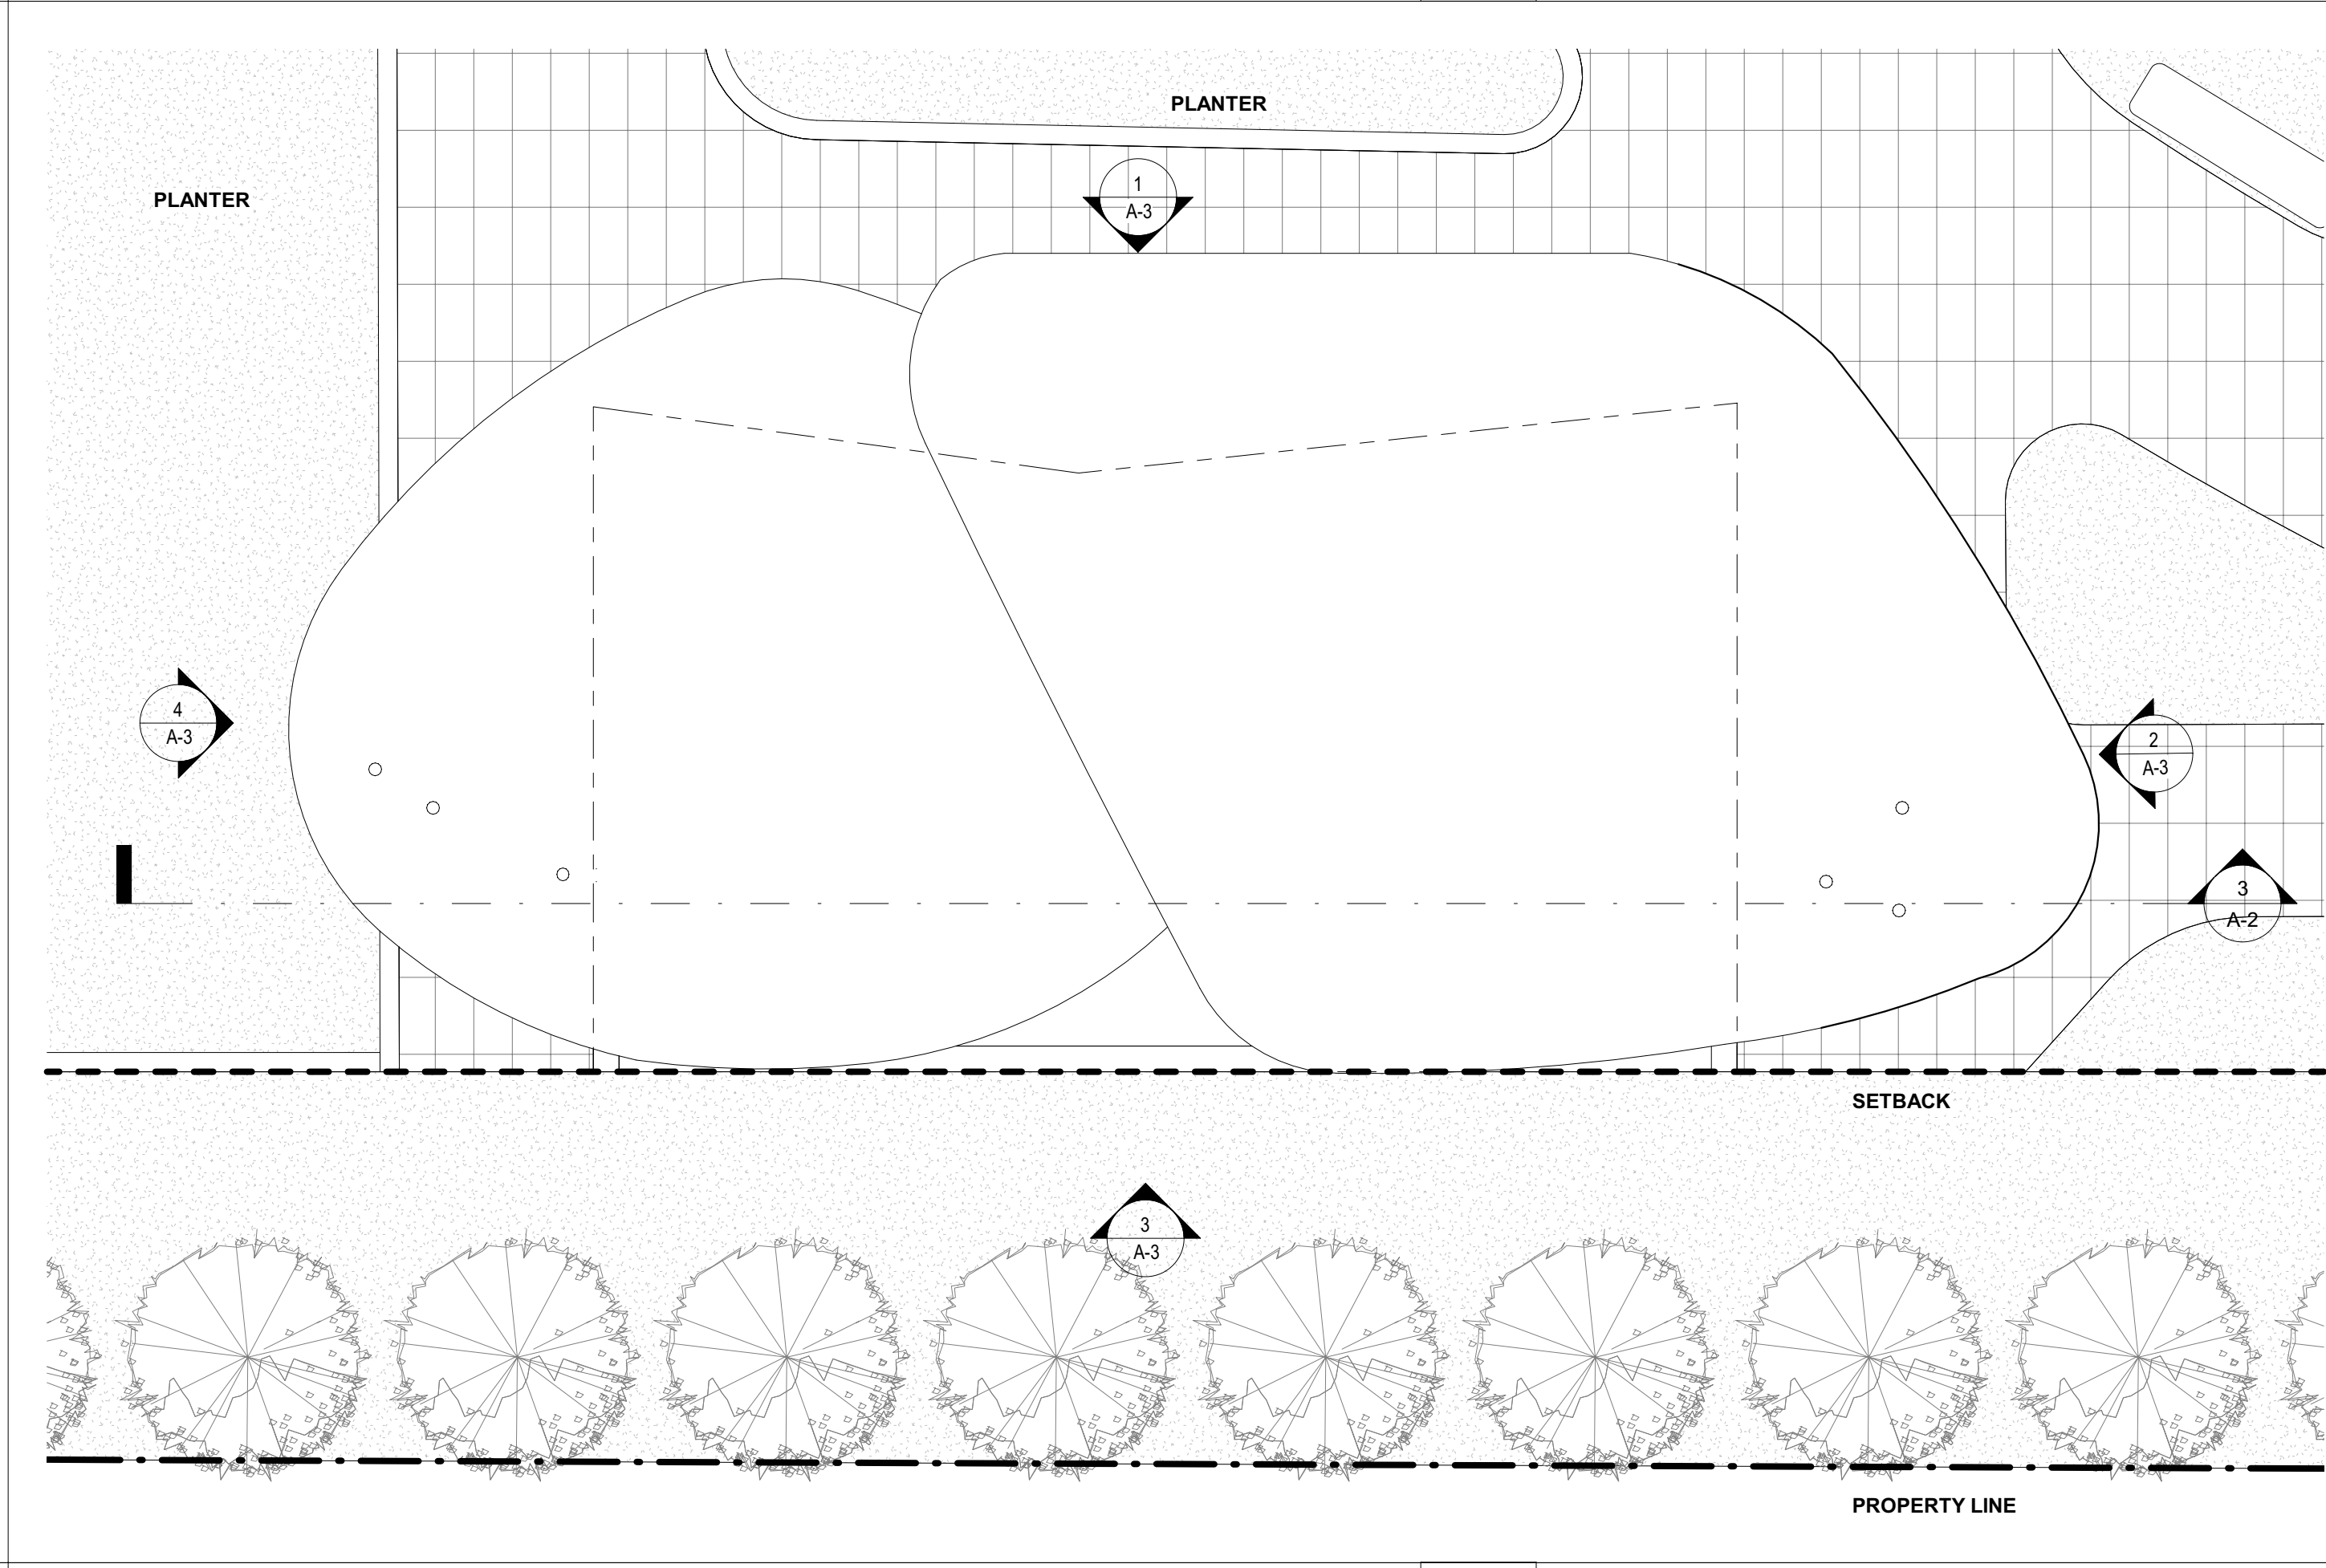 PLANTER
1
A-3
PLANTER
4
A-3
2
A-3
3
A-2
SETBACK
3
A-3
PROPERTY LINE